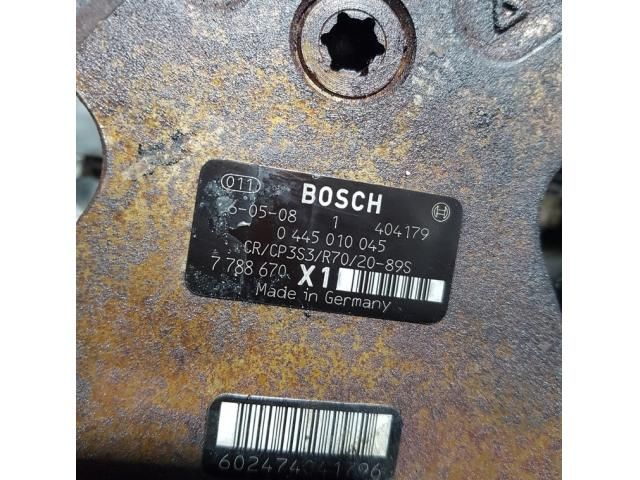 011 BOSCH
6-05-08 1 404179
0 445 010 045
CR/CP3S3/R70/20-89S
7 788 670 X1
Made in Germany